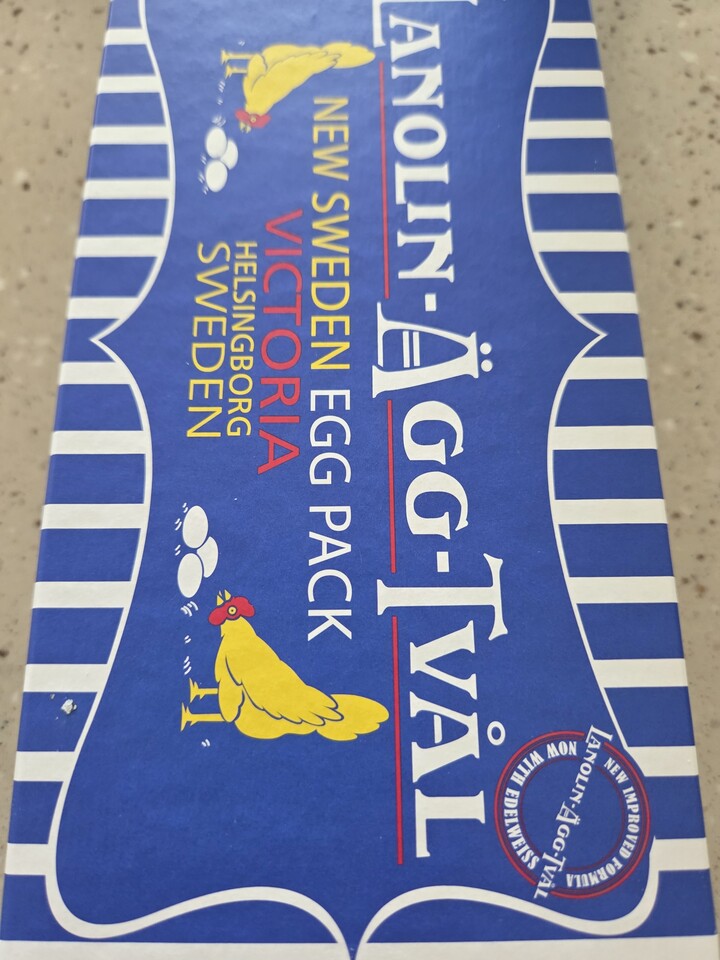 LANOLIN-ÄGG-TVÅL
NEW SWEDEN EGG PACK
VICTORIA
HELSINGBORG
SWEDEN
NEW IMPROVED FORMULA
LANOLIN-ÄGG-TVÅL
NOW WITH EDELWEISS